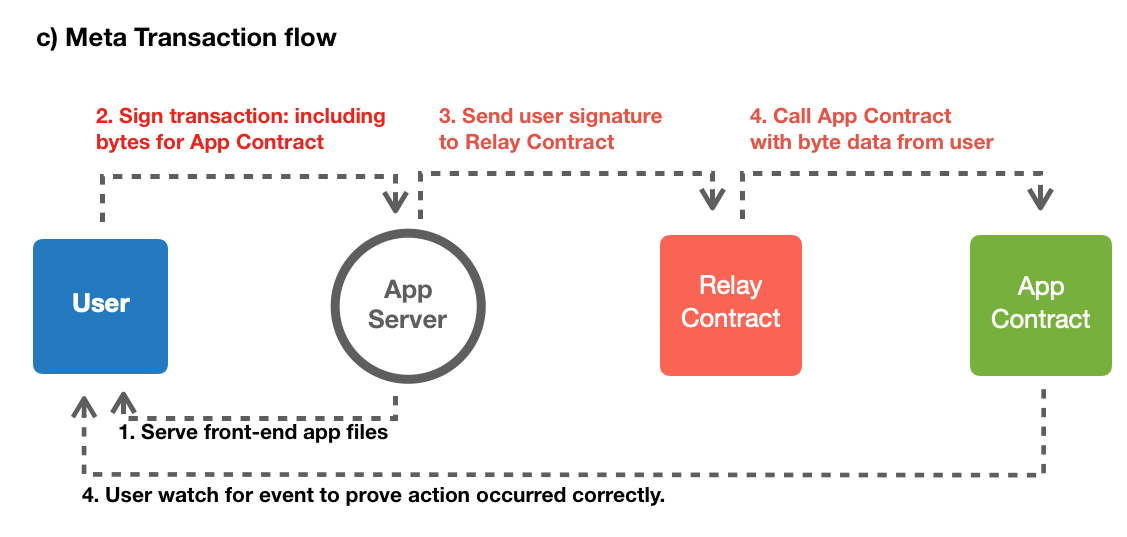 c) Meta Transaction flow
2. Sign transaction: including
bytes for App Contract
3. Send user signature
to Relay Contract
4. Call App Contract
with byte data from user
User
App
Server
Relay
Contract
App
Contract
1. Serve front-end app files
4. User watch for event to prove action occurred correctly.